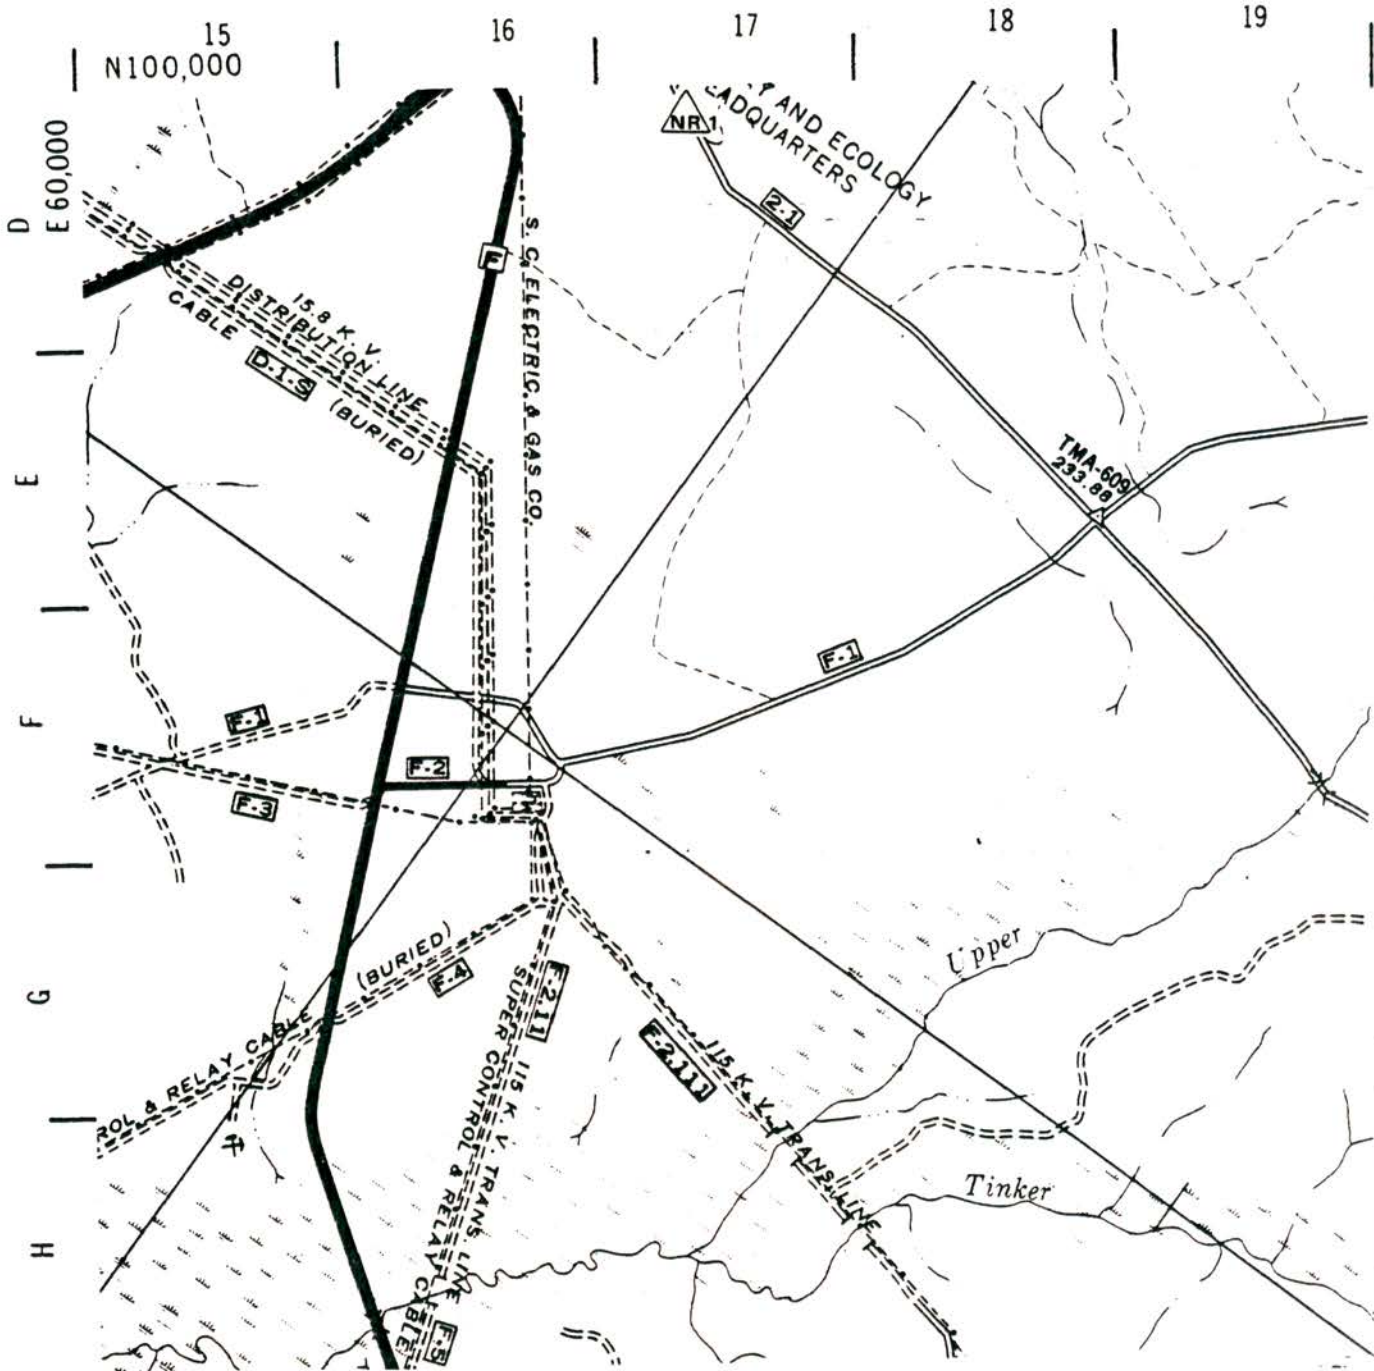 15
16
17
18
19
N100,000
E 60,000
D
E
F
G
H
NR 1
Y AND ECOLOGY
EADQUARTERS
2.1
F
S. C. ELECTRIC & GAS CO.
15.8 K. V.
DISTRIBUTION LINE
CABLE
(BURIED)
D.1-S
TMA-609
233.88
F-1
F-1
F-2
F-3
(BURIED)
F-4
ROL & RELAY CABLE
F-2.11
SUPER CONTROL & RELAY CABLE
115 K. V. TRANS LINE
F-2.111
115 K. V. TRANS LINE
F-5
Upper
Tinker